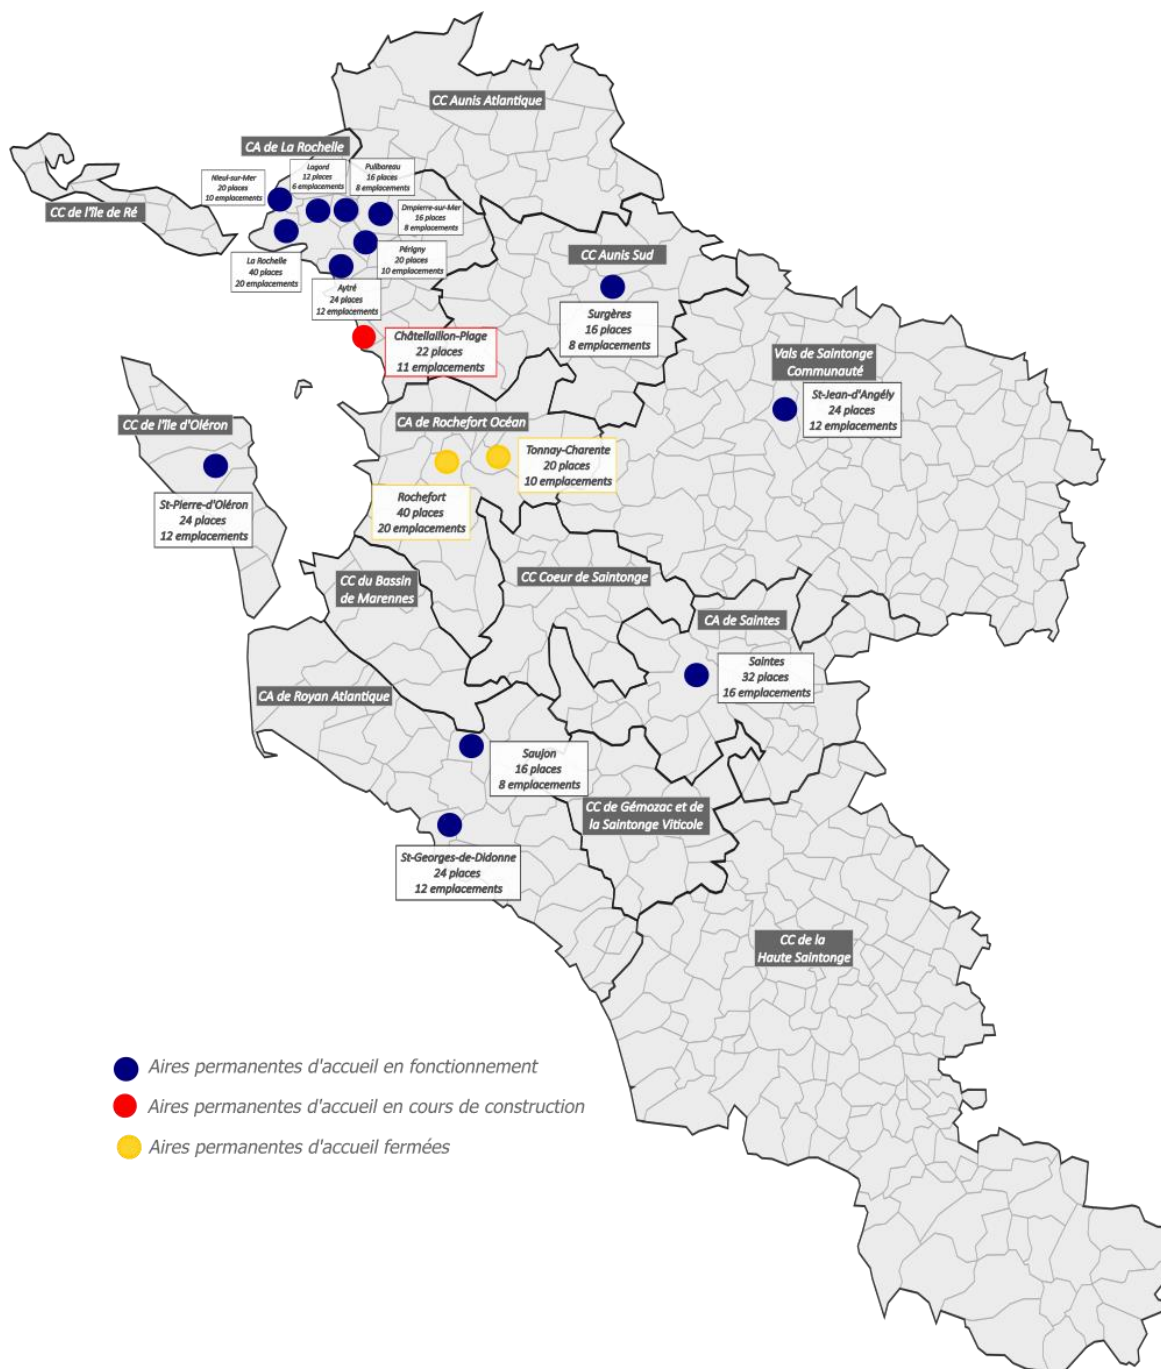 CC Aunis Atlantique
CA de La Rochelle
Nieul-sur-Mer
20 places
10 emplacements
Lagord
12 places
6 emplacements
Puilboreau
16 places
8 emplacements
CC de l'île de Ré
Dmpierre-sur-Mer
16 places
8 emplacements
La Rochelle
40 places
20 emplacements
Périgny
20 places
10 emplacements
Aytré
24 places
12 emplacements
CC Aunis Sud
Surgères
16 places
8 emplacements
Châtellaillon-Plage
22 places
11 emplacements
Vals de Saintonge
Communauté
St-Jean-d'Angély
24 places
12 emplacements
CC de l'île d'Oléron
St-Pierre-d'Oléron
24 places
12 emplacements
CA de Rochefort Océan
Tonnay-Charente
20 places
10 emplacements
Rochefort
40 places
20 emplacements
CC du Bassin
de Marennes
CC Coeur de Saintonge
CA de Saintes
Saintes
32 places
16 emplacements
CA de Royan Atlantique
Saujon
16 places
8 emplacements
CC de Gémozac et de
la Saintonge Viticole
St-Georges-de-Didonne
24 places
12 emplacements
CC de la
Haute Saintonge
Aires permanentes d'accueil en fonctionnement
Aires permanentes d'accueil en cours de construction
Aires permanentes d'accueil fermées